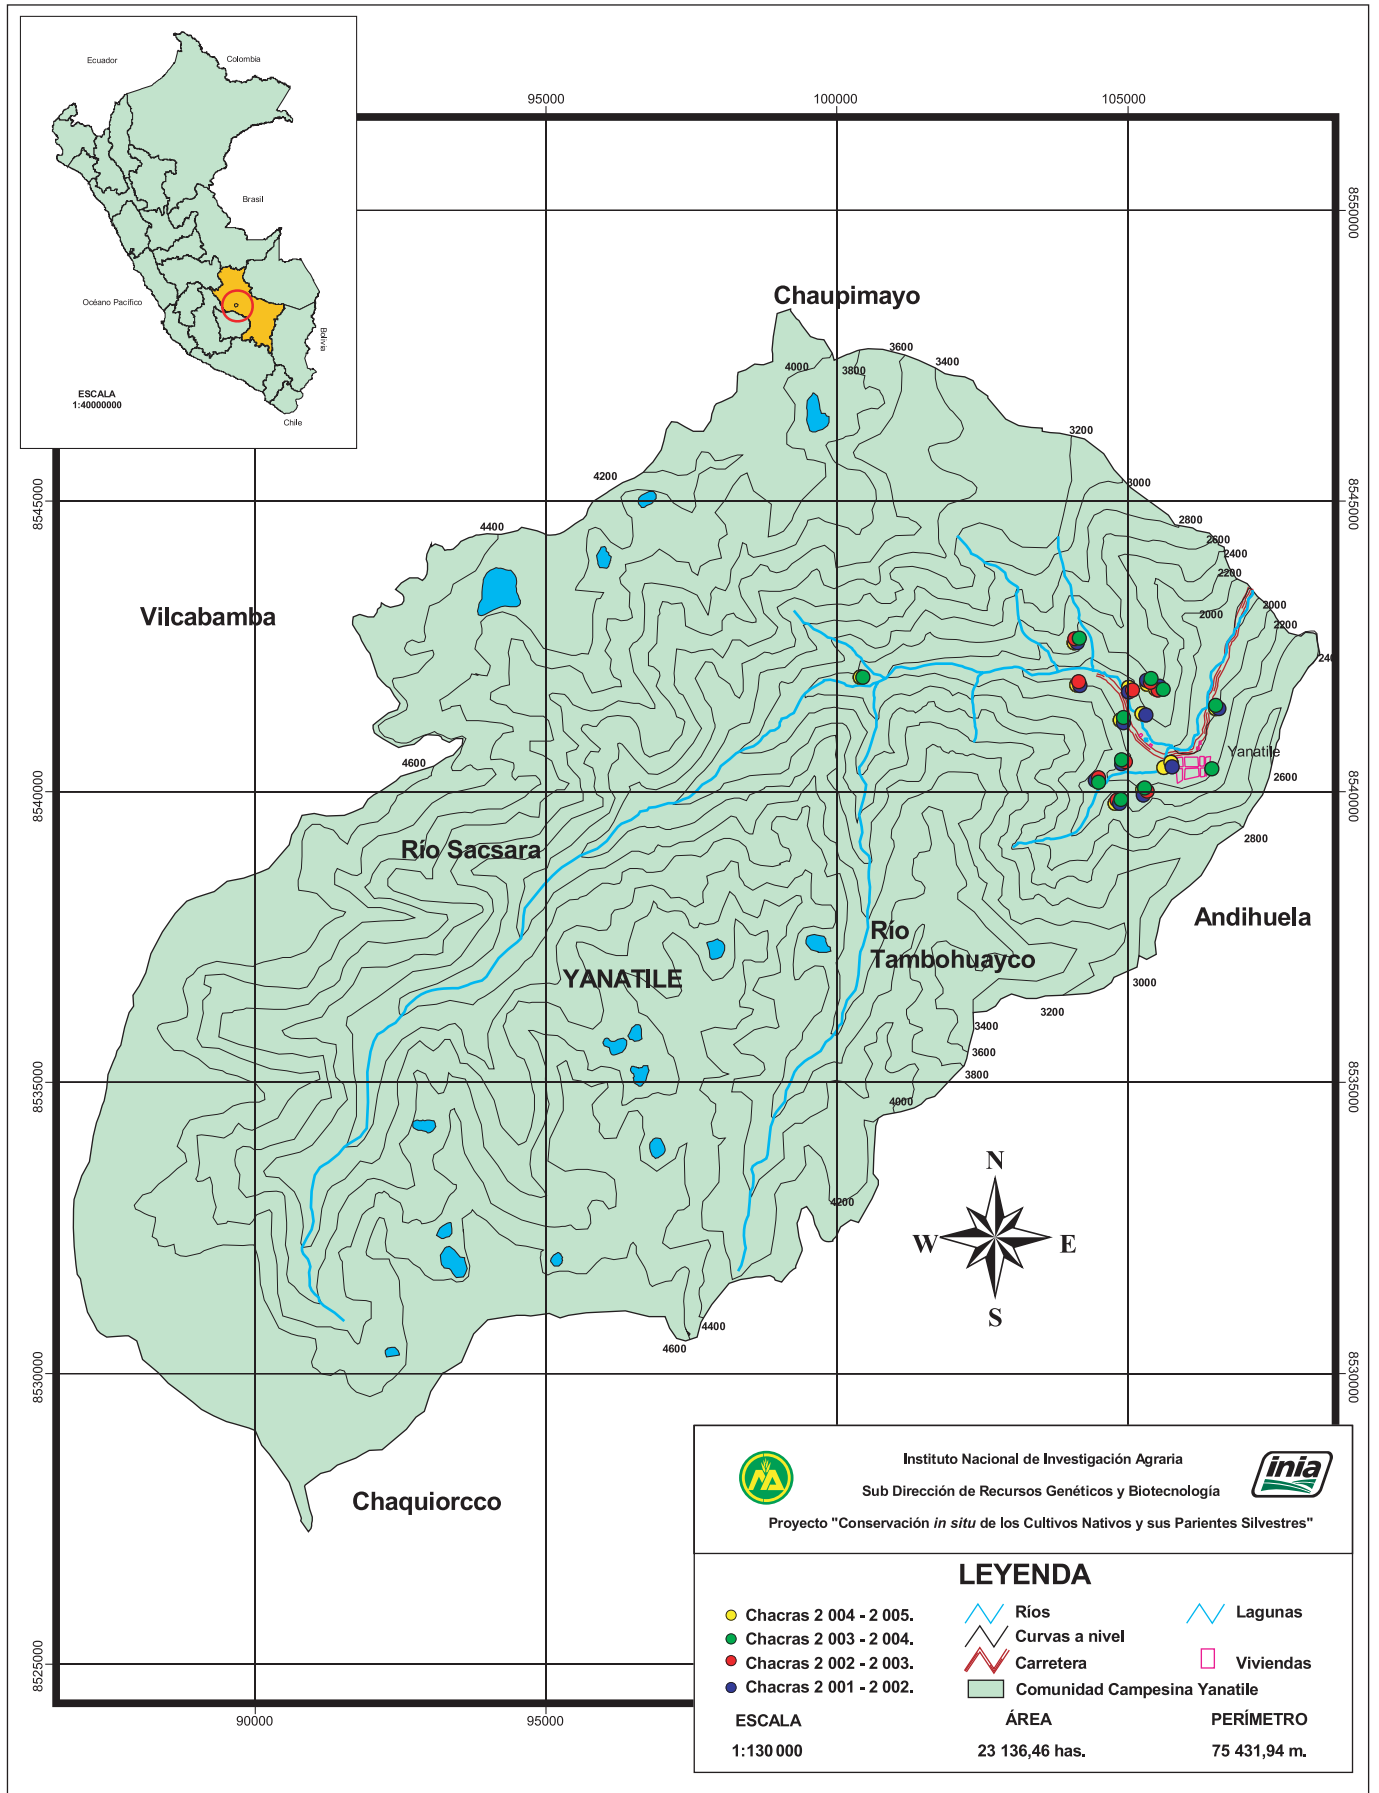 Ecuador
Colombia
Brasil
Océano Pacífico
Bolivia
ESCALA
1:40000000
Chile
95000
100000
105000
8550000
8545000
8545000
8540000
8540000
8535000
8535000
8530000
8530000
8525000
90000
95000
Chaupimayo
4000
3800
3600
3400
3200
3000
2800
2600
2400
2200
2000
2000
2200
240
4200
4400
Vilcabamba
4600
Yanatile
2600
2800
Río Sacsara
Andihuela
Río
Tambohuayco
YANATILE
3000
3200
3400
3600
3800
4000
4200
4400
4600
N
W
E
S
Chaquiorcco
Instituto Nacional de Investigación Agraria
Sub Dirección de Recursos Genéticos y Biotecnología
Proyecto "Conservación in situ de los Cultivos Nativos y sus Parientes Silvestres"
inia
LEYENDA
Chacras 2 004 - 2 005.
Chacras 2 003 - 2 004.
Chacras 2 002 - 2 003.
Chacras 2 001 - 2 002.
Ríos
Curvas a nivel
Carretera
Comunidad Campesina Yanatile
Lagunas
Viviendas
ESCALA
1:130 000
ÁREA
23 136,46 has.
PERÍMETRO
75 431,94 m.